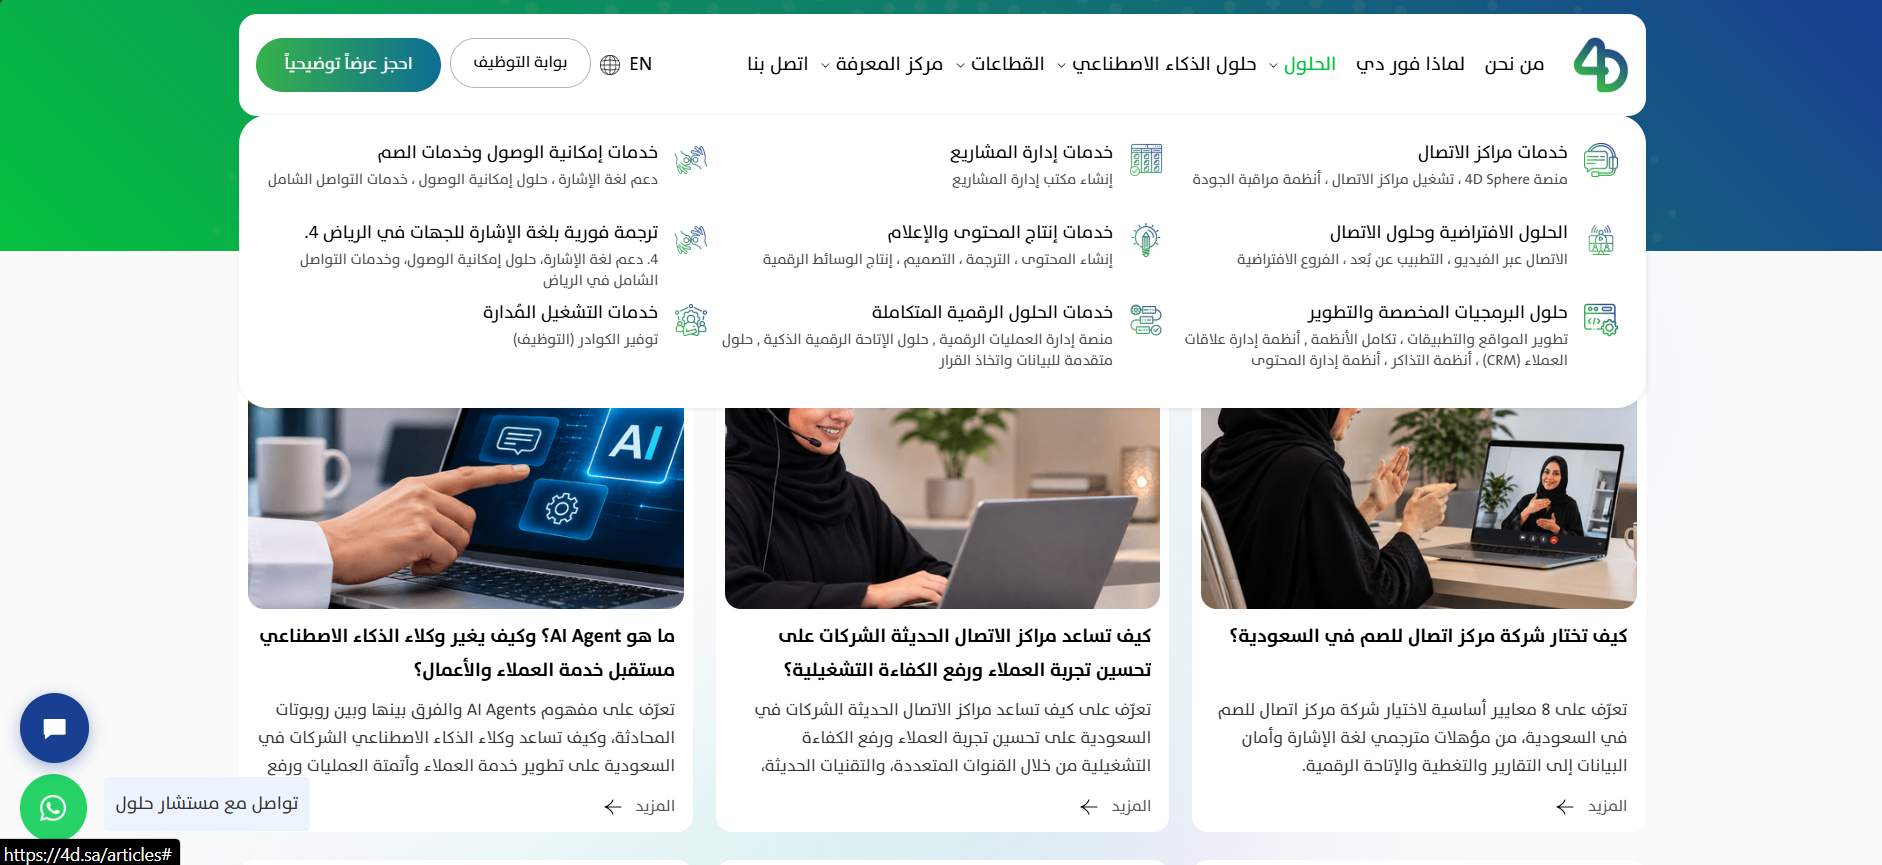 4D
من نحن
لماذا فور دي
الحلول
حلول الذكاء الاصطناعي
القطاعات
مركز المعرفة
اتصل بنا
EN
بوابة التوظيف
احجز عرضاً توضيحياً
خدمات مراكز الاتصال
منصة 4D Sphere ، تشغيل مراكز الاتصال ، أنظمة مراقبة الجودة
خدمات إدارة المشاريع
إنشاء مكتب إدارة المشاريع
خدمات إمكانية الوصول وخدمات الصم
دعم لغة الإشارة ، حلول إمكانية الوصول ، خدمات التواصل الشامل
الحلول الافتراضية وحلول الاتصال
الاتصال عبر الفيديو ، التطبيب عن بُعد ، الفروع الافتراضية
خدمات إنتاج المحتوى والإعلام
إنشاء المحتوى ، الترجمة ، التصميم ، إنتاج الوسائط الرقمية
ترجمة فورية بلغة الإشارة للجهات في الرياض 4.
4. دعم لغة الإشارة، حلول إمكانية الوصول، وخدمات التواصل
الشامل في الرياض
حلول البرمجيات المخصصة والتطوير
تطوير المواقع والتطبيقات ، تكامل الأنظمة , أنظمة إدارة علاقات
العملاء (CRM) ، أنظمة التذاكر ، أنظمة إدارة المحتوى
خدمات الحلول الرقمية المتكاملة
منصة إدارة العمليات الرقمية , حلول الإتاحة الرقمية الذكية , حلول
متقدمة للبيانات واتخاذ القرار
خدمات التشغيل المُدارة
توفير الكوادر (التوظيف)
AI
كيف تختار شركة مركز اتصال للصم في السعودية؟
تعرّف على 8 معايير أساسية لاختيار شركة مركز اتصال للصم
في السعودية، من مؤهلات مترجمي لغة الإشارة وأمان
البيانات إلى التقارير والتغطية والإتاحة الرقمية.
المزيد
كيف تساعد مراكز الاتصال الحديثة الشركات على
تحسين تجربة العملاء ورفع الكفاءة التشغيلية؟
تعرّف على كيف تساعد مراكز الاتصال الحديثة الشركات في
السعودية على تحسين تجربة العملاء ورفع الكفاءة
التشغيلية من خلال القنوات المتعددة، والتقنيات الحديثة،
المزيد
ما هو AI Agent؟ وكيف يغير وكلاء الذكاء الاصطناعي
مستقبل خدمة العملاء والأعمال؟
تعرّف على مفهوم AI Agents والفرق بينها وبين روبوتات
المحادثة، وكيف تساعد وكلاء الذكاء الاصطناعي الشركات في
السعودية على تطوير خدمة العملاء وأتمتة العمليات ورفع
المزيد
تواصل مع مستشار حلول
https://4d.sa/articles#